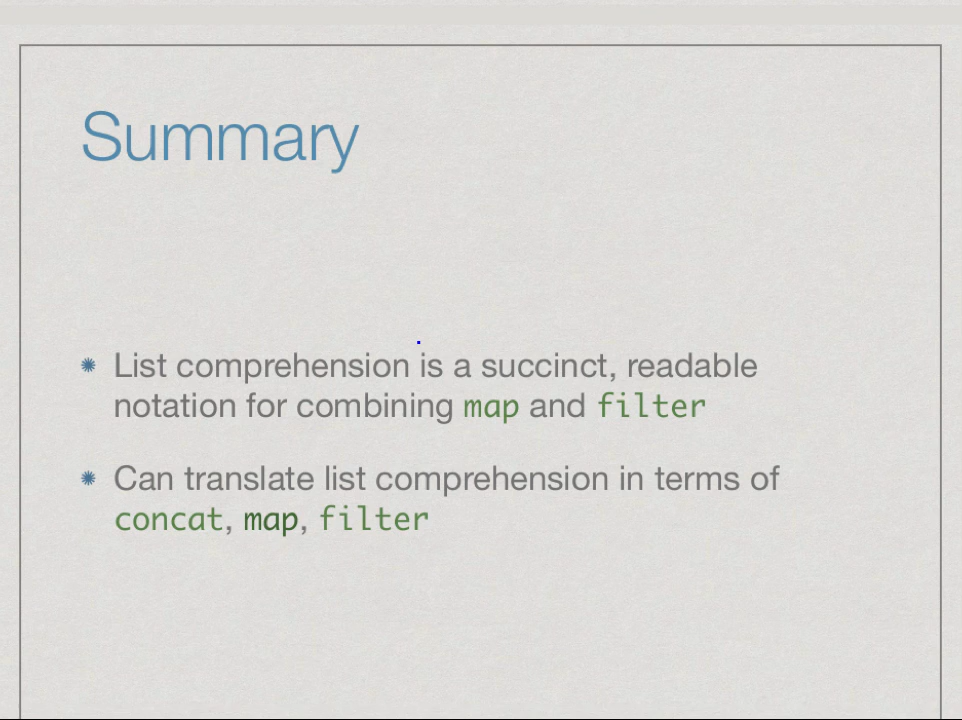 Summary
List comprehension is a succinct, readable
notation for combining map and filter
Can translate list comprehension in terms of
concat, map, filter